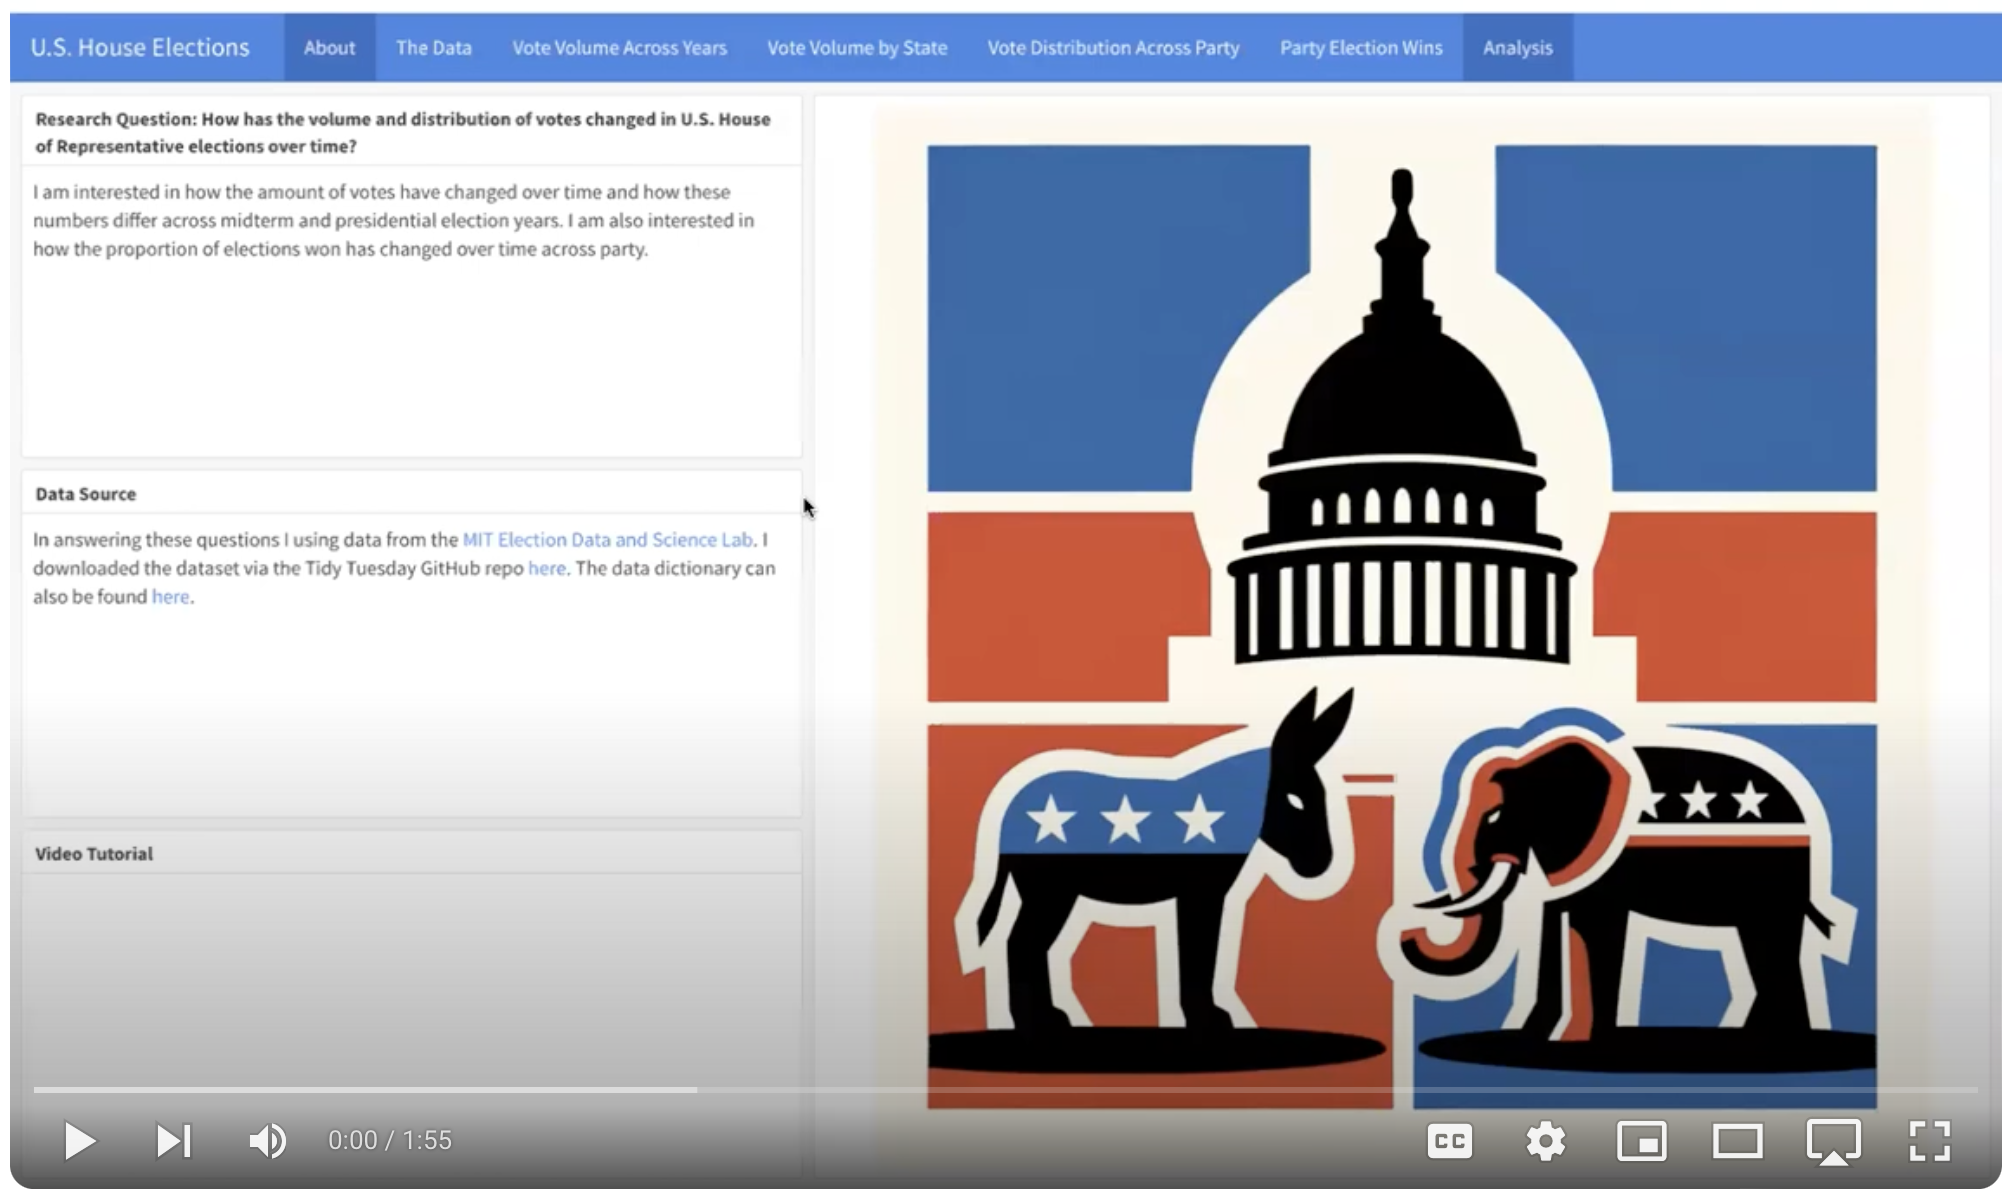 U.S. House Elections About The Data Vote Volume Across Years Vote Volume by State Vote Distribution Across Party Party Election Wins Analysis
Research Question: How has the volume and distribution of votes changed in U.S. House
of Representative elections over time?
I am interested in how the amount of votes have changed over time and how these
numbers differ across midterm and presidential election years. I am also interested in
how the proportion of elections won has changed over time across party.
Data Source
In answering these questions I using data from the MIT Election Data and Science Lab. I
downloaded the dataset via the Tidy Tuesday GitHub repo here. The data dictionary can
also be found here.
Video Tutorial
0:00 / 1:55
CC